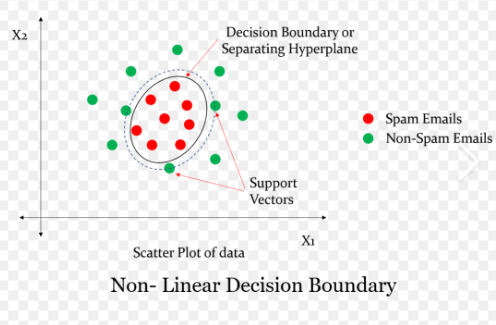 X2
Decision Boundary or
Separating Hyperplane
Spam Emails
Non-Spam Emails
Support
Vectors
X1
Scatter Plot of data
Non- Linear Decision Boundary